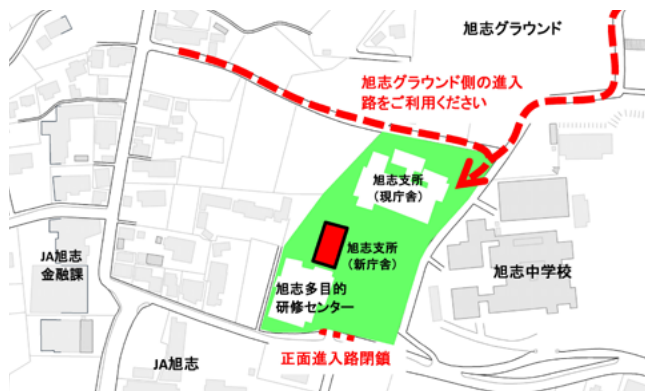 旭志グラウンド
旭志グラウンド側の進入
路をご利用ください
旭志支所
（現庁舎）
旭志支所
（新庁舎）
JA旭志
金融課
旭志中学校
旭志多目的
研修センター
正面進入路閉鎖
JA旭志